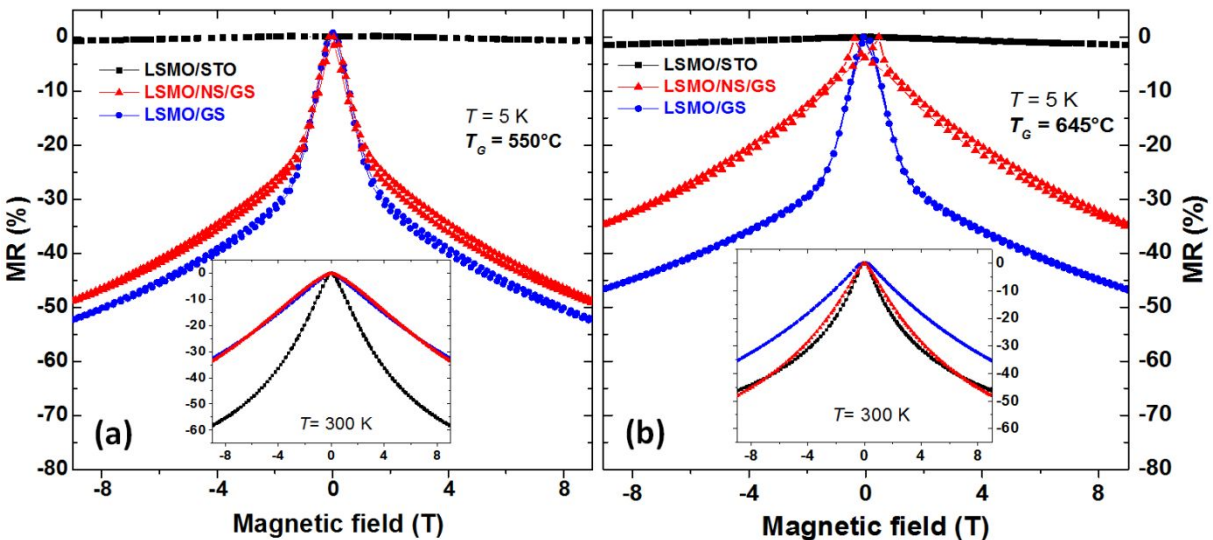 0
-10
-20
-30
-40
-50
-60
-70
-80
MR (%)
LSMO/STO
LSMO/NS/GS
LSMO/GS
T = 5 K
TG = 550°C
0
-10
-20
-30
-40
-50
-60
-8 -4 0 4 8
T= 300 K
(a)
-8 -4 0 4 8
Magnetic field (T)
LSMO/STO
LSMO/NS/GS
LSMO/GS
T = 5 K
TG = 645°C
0
-10
-20
-30
-40
-50
-60
-8 -4 0 4 8
T= 300 K
(b)
-8 -4 0 4 8
Magnetic field (T)
0
-10
-20
-30
-40
-50
-60
-70
-80
MR (%)